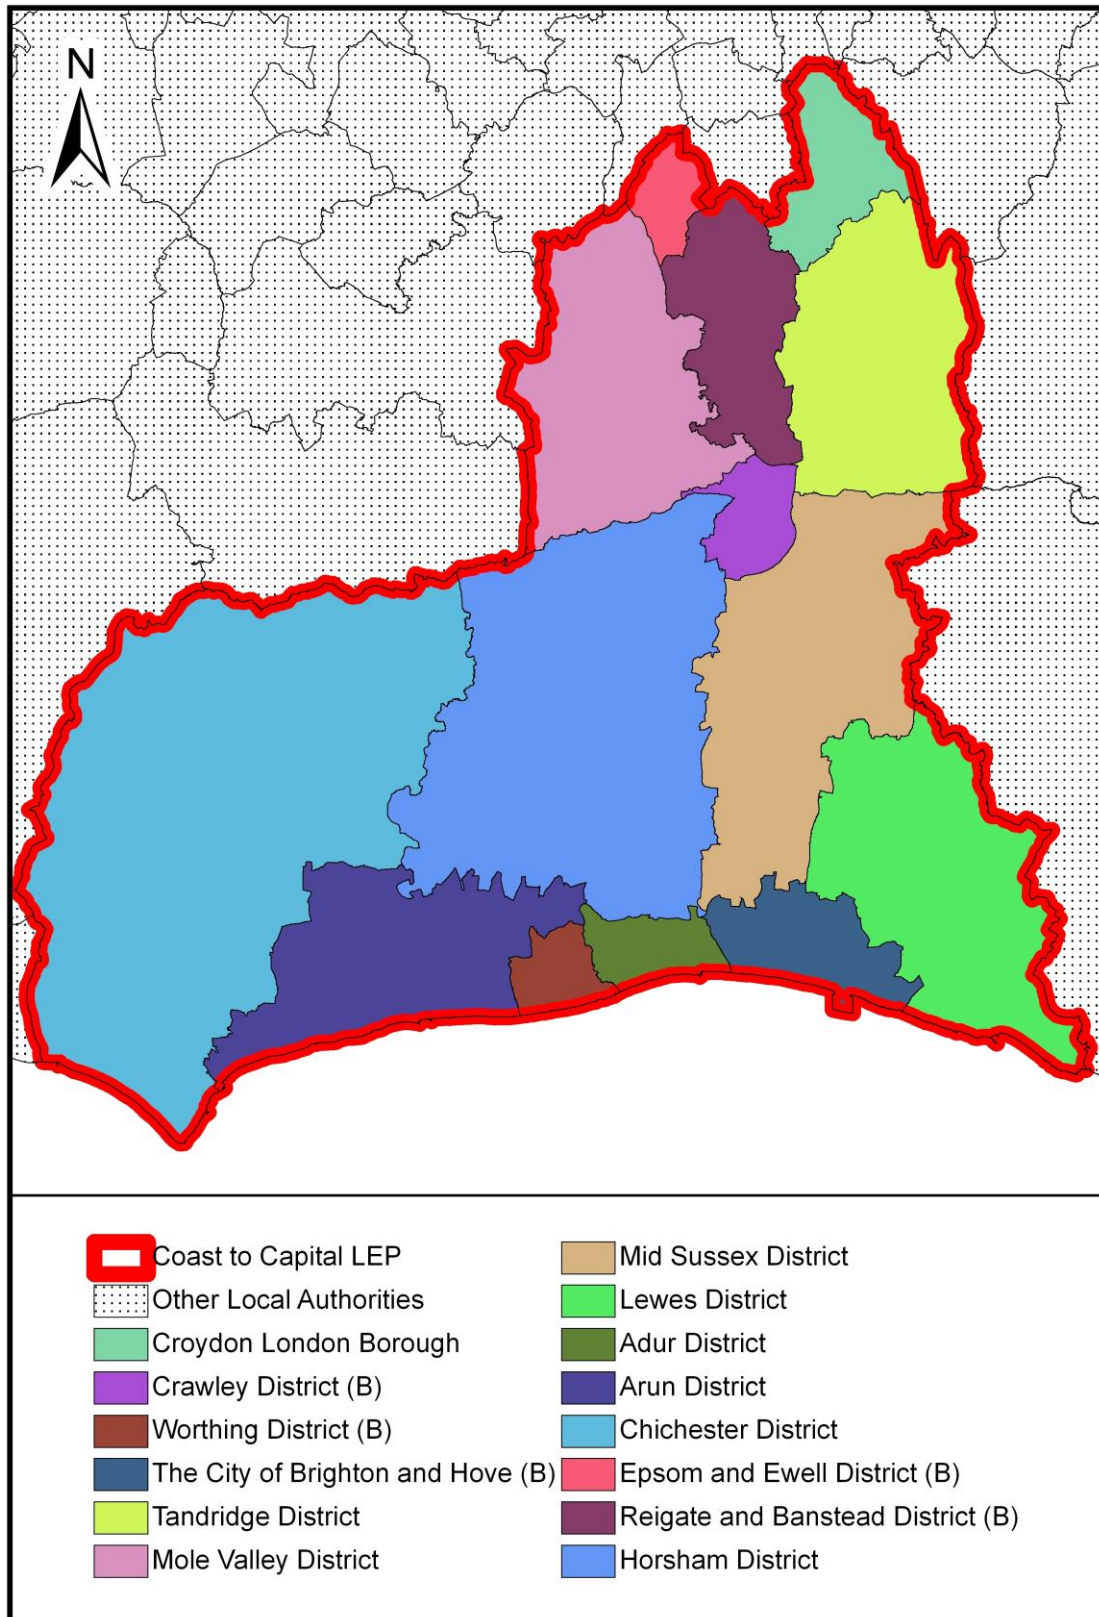 N
Coast to Capital LEP
Other Local Authorities
Croydon London Borough
Crawley District (B)
Worthing District (B)
The City of Brighton and Hove (B)
Tandridge District
Mole Valley District
Mid Sussex District
Lewes District
Adur District
Arun District
Chichester District
Epsom and Ewell District (B)
Reigate and Banstead District (B)
Horsham District